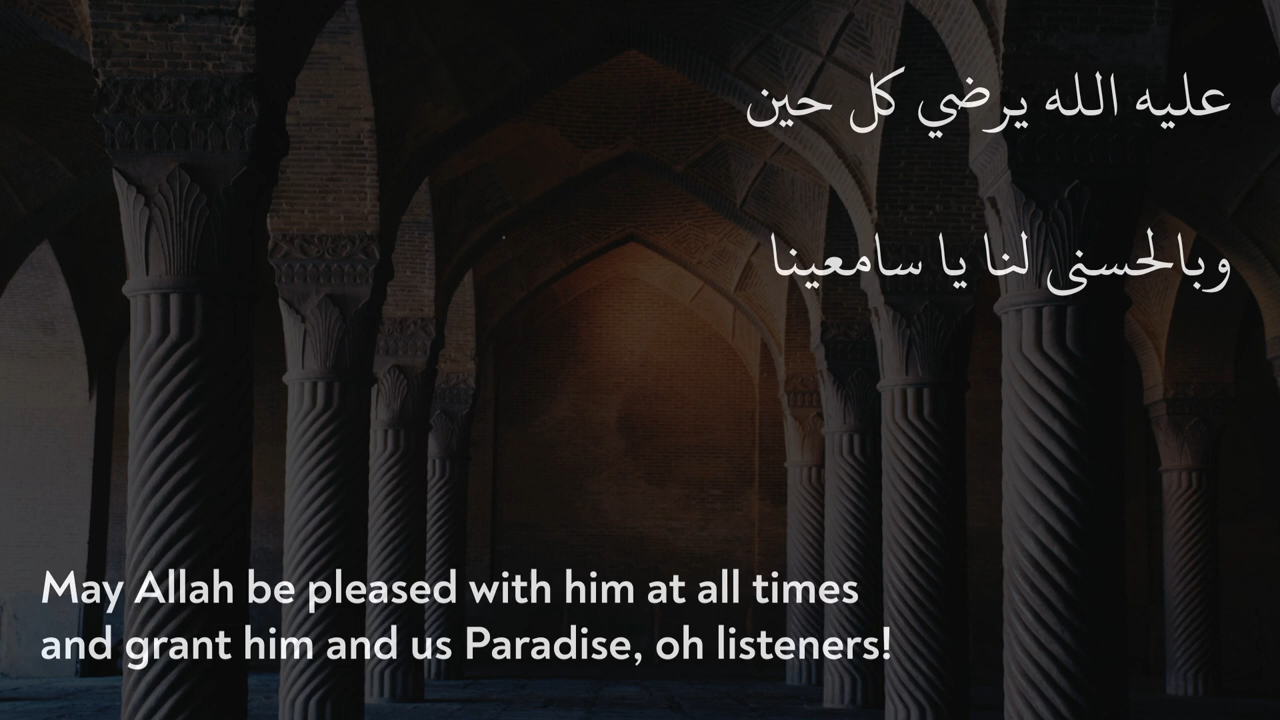 عليه الله يرضي كل حين
وبالحسنى لنا يا سامعينا
May Allah be pleased with him at all times
and grant him and us Paradise, oh listeners!